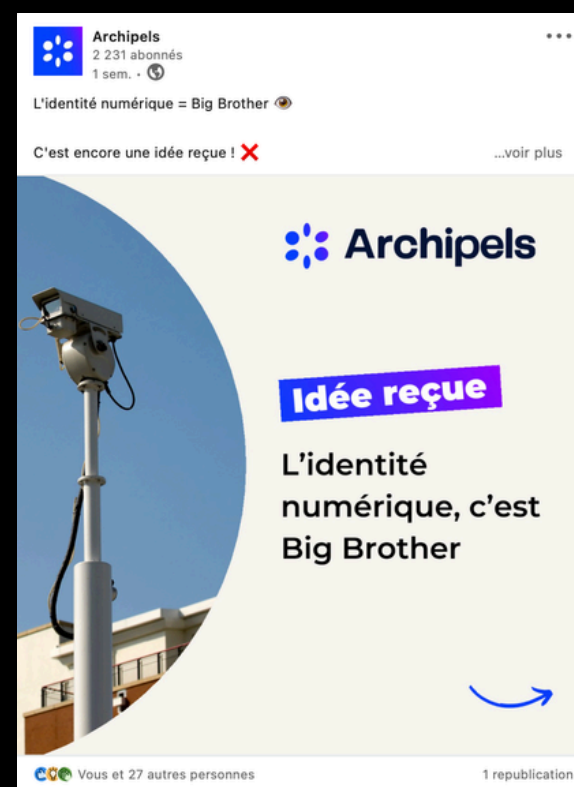 Archipels
2 231 abonnés
1 sem. •
L'identité numérique = Big Brother 👁️
C'est encore une idée reçue ! ❌ ...voir plus
Archipels
Idée reçue
L’identité
numérique, c’est
Big Brother
Vous et 27 autres personnes 1 republication